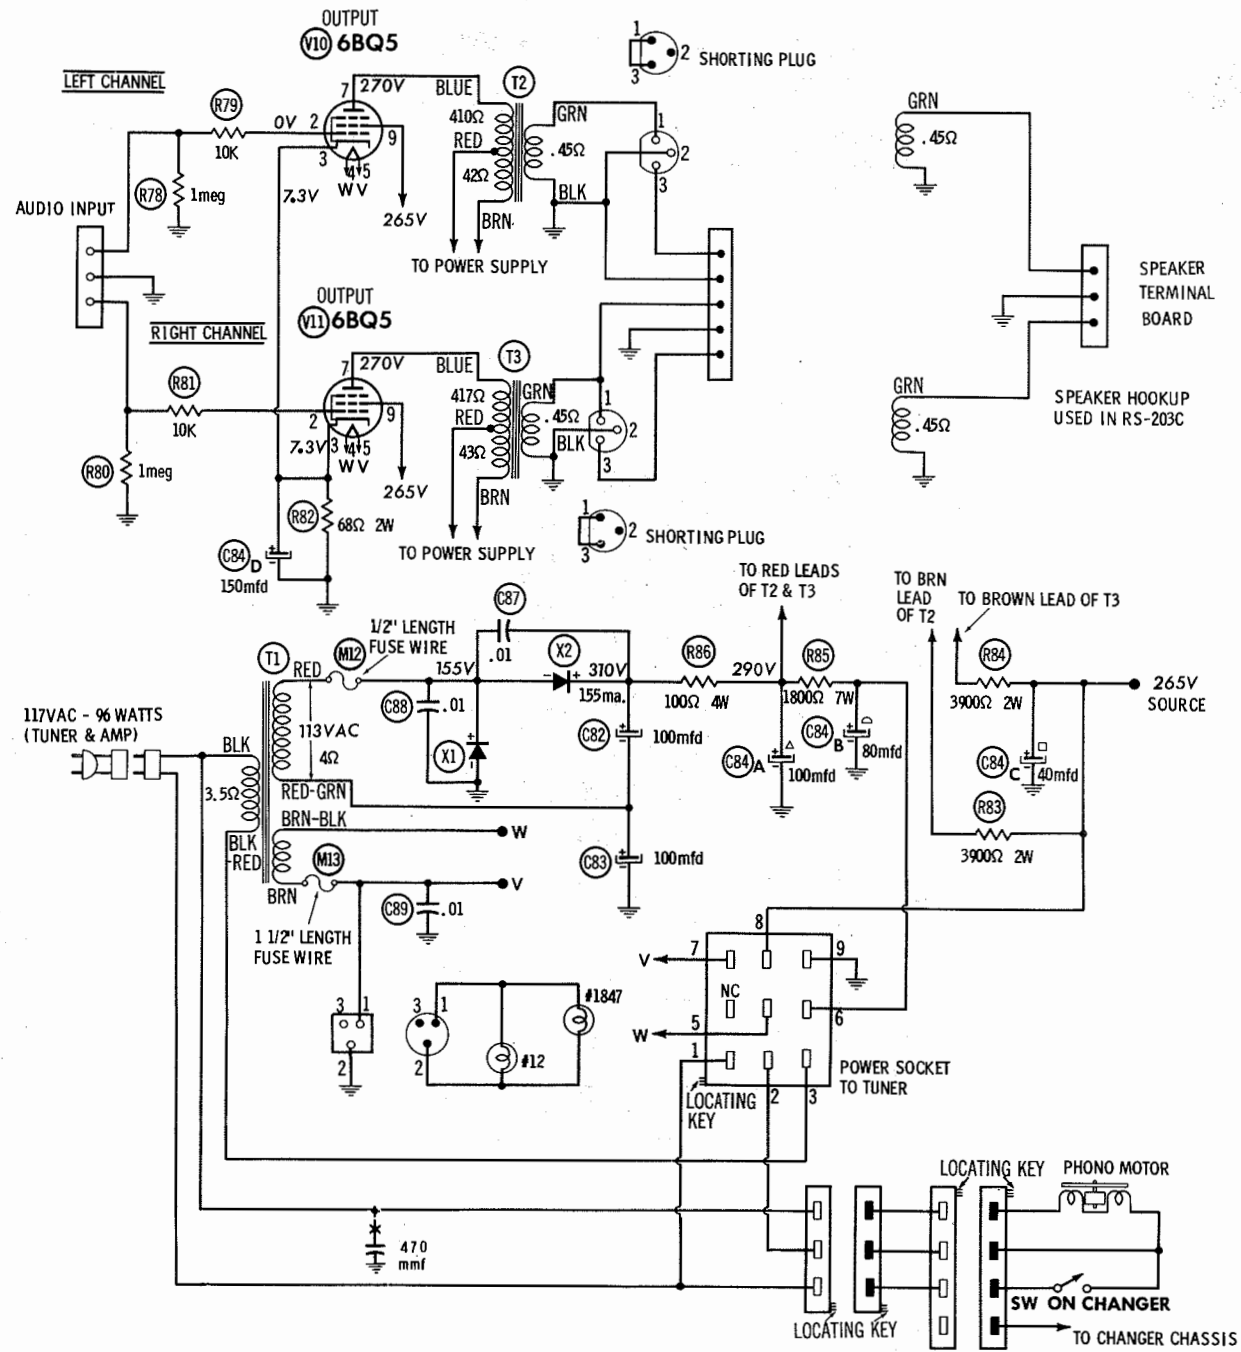 OUTPUT
V10 6BQ5
LEFT CHANNEL
R79
10K
0V
2
7
270V
9
3
4 5
W V
7.3V
265V
R78
1meg
AUDIO INPUT
BLUE
410Ω
RED
42Ω
BRN
T2
GRN
.45Ω
BLK
TO POWER SUPPLY
1
2
3
SHORTING PLUG
1
2
3
GRN
.45Ω
SPEAKER
TERMINAL
BOARD
GRN
.45Ω
SPEAKER HOOKUP
USED IN RS-203C
OUTPUT
V11 6BQ5
RIGHT CHANNEL
R81
10K
7
270V
2
9
3
4 5
W V
7.3V
265V
R80
1meg
R82
68Ω 2W
C84 D
150mfd
BLUE
417Ω
RED
43Ω
BRN
T3
GRN
.45Ω
BLK
TO POWER SUPPLY
1
2
3
1
2
3
SHORTING PLUG
TO RED LEADS
OF T2 & T3
TO BRN
LEAD
OF T2
TO BROWN LEAD OF T3
117VAC - 96 WATTS
(TUNER & AMP)
BLK
3.5Ω
BLK
-RED
T1
RED
M12
1/2" LENGTH
FUSE WIRE
113VAC
4Ω
RED-GRN
BRN-BLK
W
M13
BRN
V
1 1/2" LENGTH
FUSE WIRE
C88
.01
155V
C87
.01
X2
- +
X1
+
-
310V
155ma.
C82
+
-
100mfd
C83
+
-
100mfd
C89
.01
R86
100Ω 4W
290V
R85
1800Ω 7W
C84 A
+
-
△
100mfd
C84 B
+
-
80mfd
R84
3900Ω 2W
265V
SOURCE
C84 C
+
-
□
40mfd
R83
3900Ω 2W
3 1
2
3 1
2
#12
#1847
V
7
8
9
NC
W
5
6
1
2
3
LOCATING
KEY
POWER SOCKET
TO TUNER
470
mmf
LOCATING KEY
LOCATING KEY
PHONO MOTOR
SW ON CHANGER
TO CHANGER CHASSIS